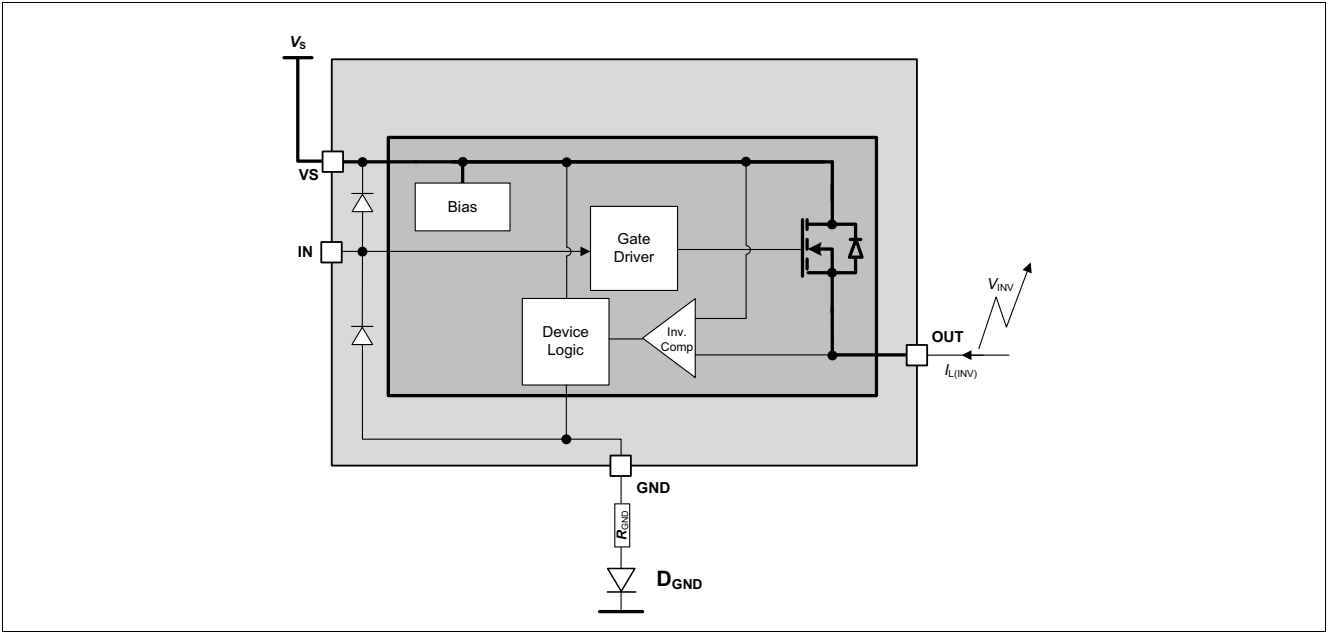 VS
VS
Bias
IN
Gate
Driver
Device
Logic
Inv.
Comp
VINV
OUT
IL(INV)
GND
RGND
DGND